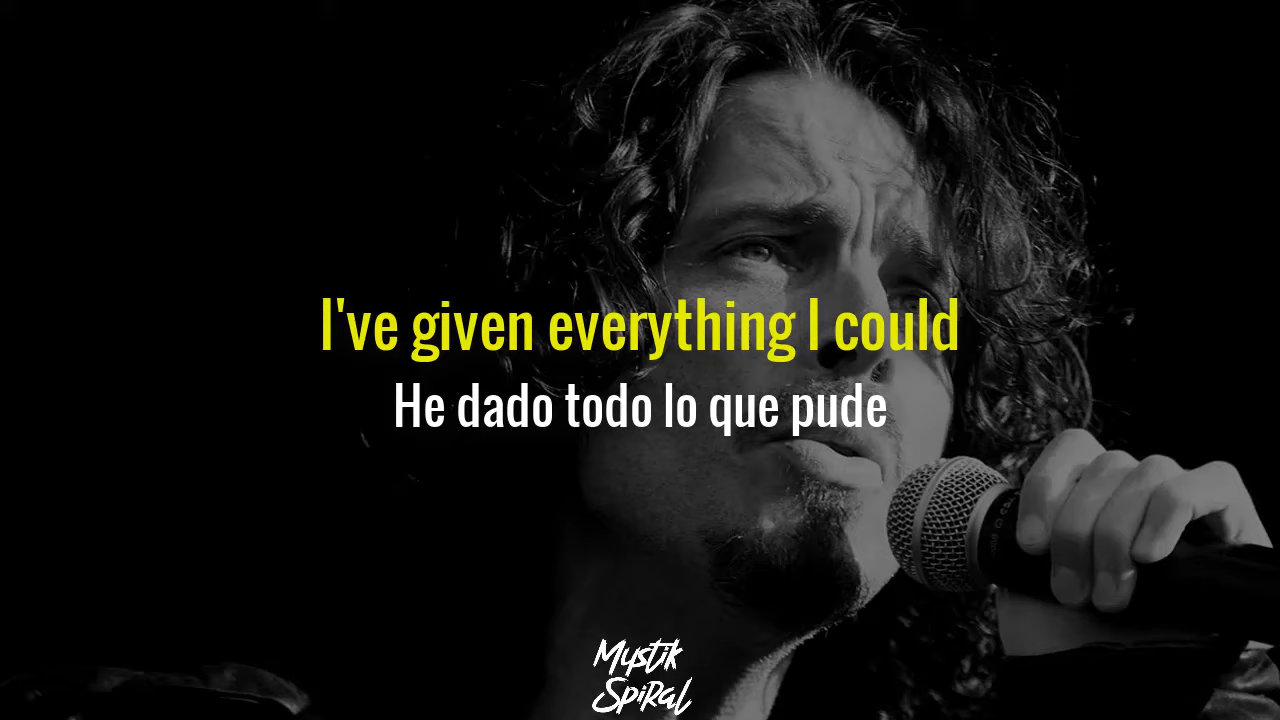 I've given everything I could
He dado todo lo que pude
Mystik
Spiral